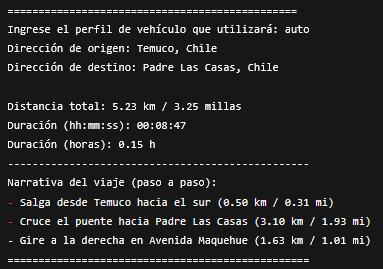 ===============================================
Ingrese el perfil de vehículo que utilizará: auto
Dirección de origen: Temuco, Chile
Dirección de destino: Padre Las Casas, Chile
Distancia total: 5.23 km / 3.25 millas
Duración (hh:mm:ss): 00:08:47
Duración (horas): 0.15 h
-------------------------------------------------
Narrativa del viaje (paso a paso):
- Salga desde Temuco hacia el sur (0.50 km / 0.31 mi)
- Cruce el puente hacia Padre Las Casas (3.10 km / 1.93 mi)
- Gire a la derecha en Avenida Maquehue (1.63 km / 1.01 mi)
=================================================